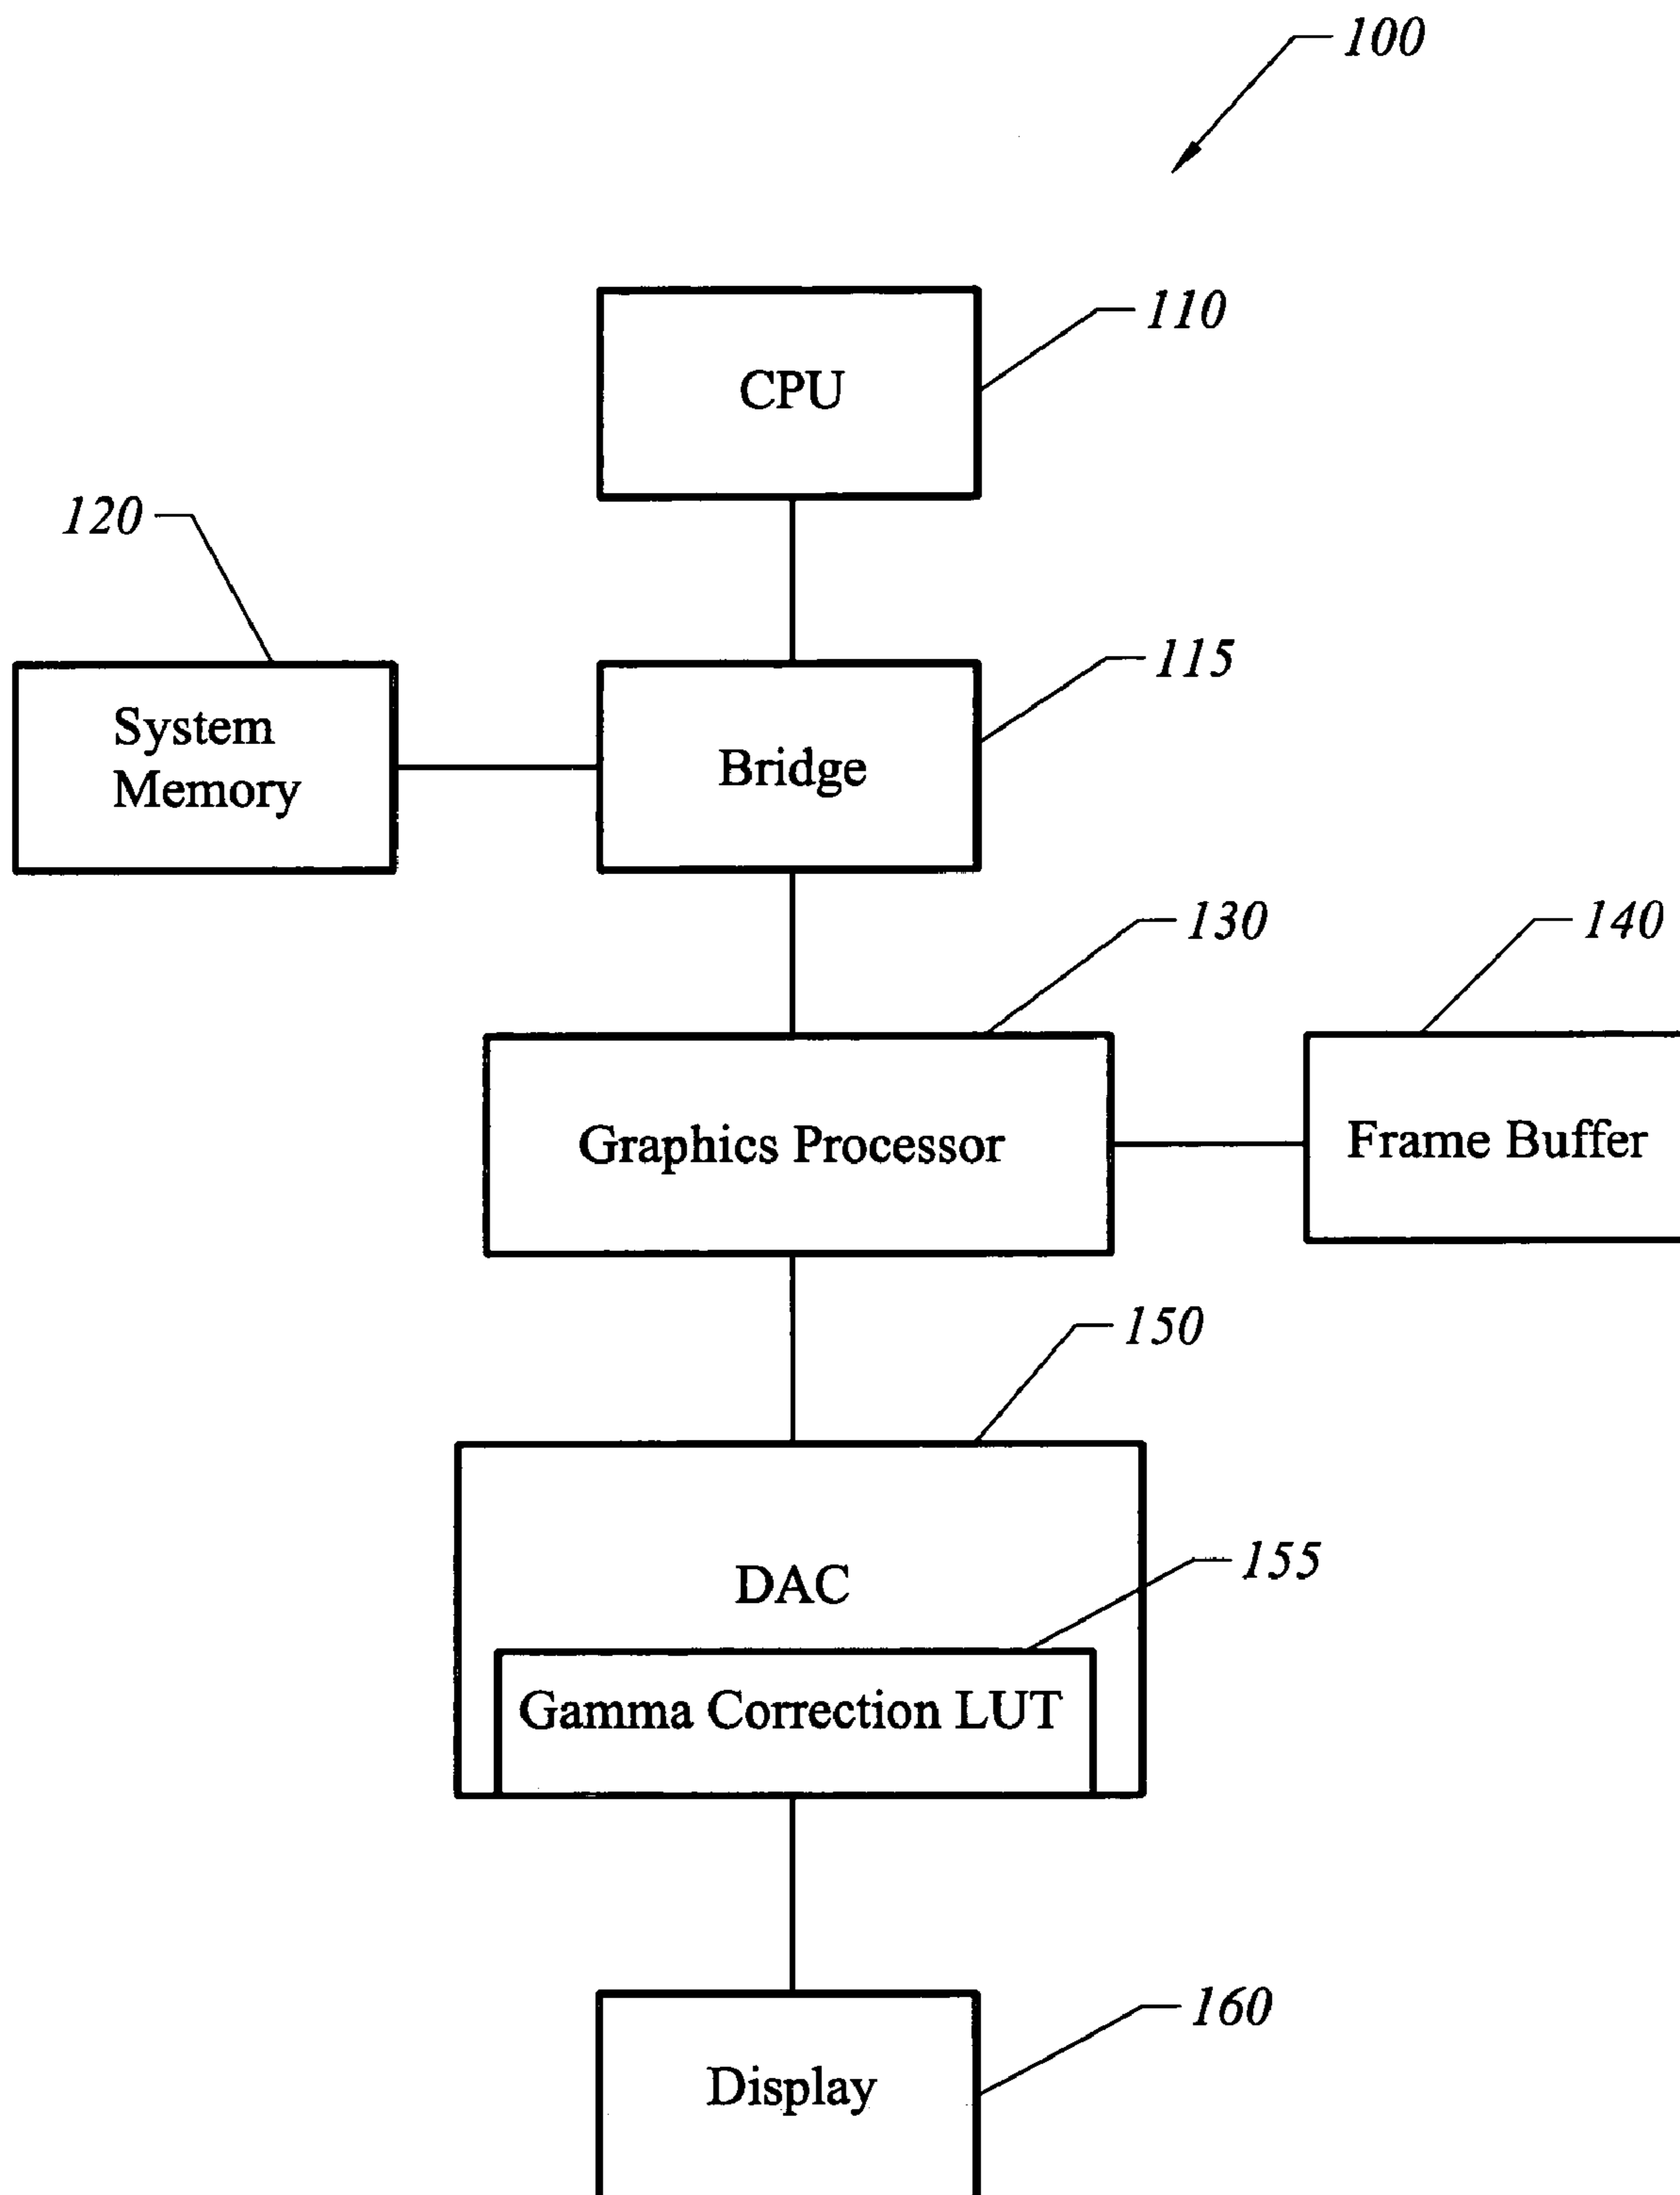 100
110
CPU
120
115
System
Memory
Bridge
130
140
Graphics Processor
Frame Buffer
150
DAC
155
Gamma Correction LUT
160
Display